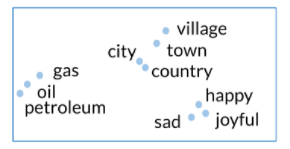 village
town
city
country
gas
oil
petroleum
happy
sad
joyful